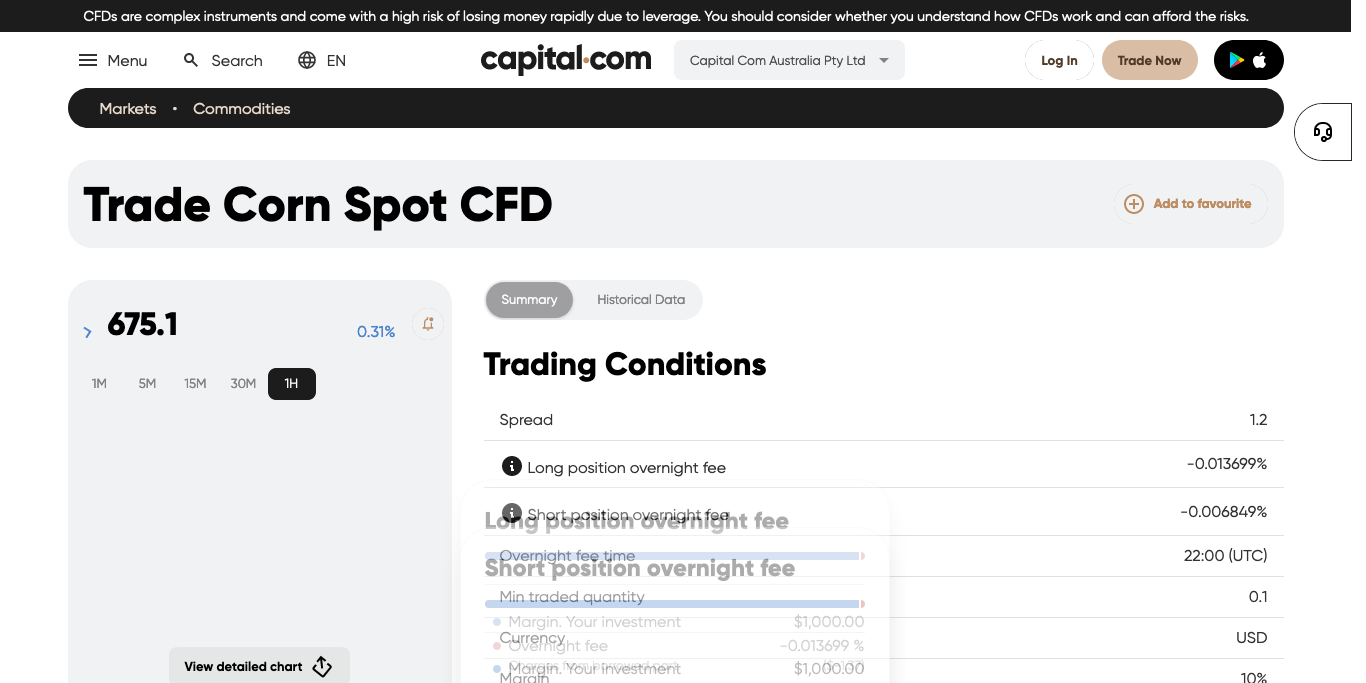 CFDs are complex instruments and come with a high risk of losing money rapidly due to leverage. You should consider whether you understand how CFDs work and can afford the risks.
Menu Search EN capital.com Capital Com Australia Pty Ltd Log In Trade Now
Markets • Commodities
Trade Corn Spot CFD
Add to favourite
675.1
0.31%
1M 5M 15M 30M 1H
View detailed chart
Summary Historical Data
Trading Conditions
Spread 1.2
Long position overnight fee -0.013699%
Short position overnight fee -0.006849%
Long position overnight fee
Overnight fee time 22:00 (UTC)
Short position overnight fee
Min traded quantity 0.1
Margin. Your investment $1,000.00
Currency USD
Overnight fee -0.013699 %
Margin. Your investment $1,000.00
Margin 10%